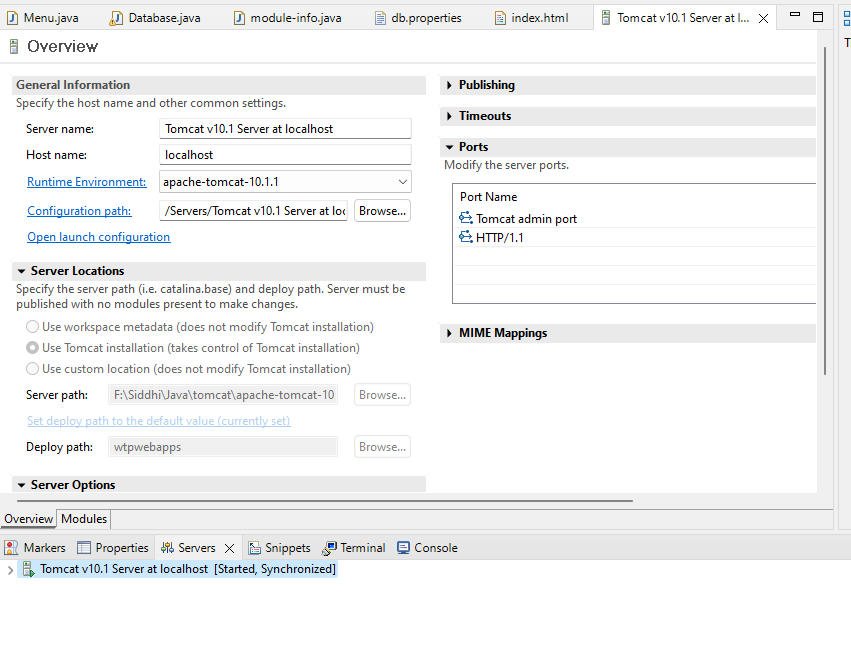 Menu.java
Database.java
module-info.java
db.properties
index.html
Tomcat v10.1 Server at l...
Overview
General Information
Specify the host name and other common settings.
Server name:
Tomcat v10.1 Server at localhost
Host name:
localhost
Runtime Environment:
apache-tomcat-10.1.1
Configuration path:
/Servers/Tomcat v10.1 Server at loc
Browse...
Open launch configuration
Server Locations
Specify the server path (i.e. catalina.base) and deploy path. Server must be
published with no modules present to make changes.
Use workspace metadata (does not modify Tomcat installation)
Use Tomcat installation (takes control of Tomcat installation)
Use custom location (does not modify Tomcat installation)
Server path:
F:\Siddhi\Java\tomcat\apache-tomcat-10
Browse...
Set deploy path to the default value (currently set)
Deploy path:
wtpwebapps
Browse...
Server Options
Publishing
Timeouts
Ports
Modify the server ports.
Port Name
Tomcat admin port
HTTP/1.1
MIME Mappings
Overview
Modules
Markers
Properties
Servers
Snippets
Terminal
Console
Tomcat v10.1 Server at localhost [Started, Synchronized]